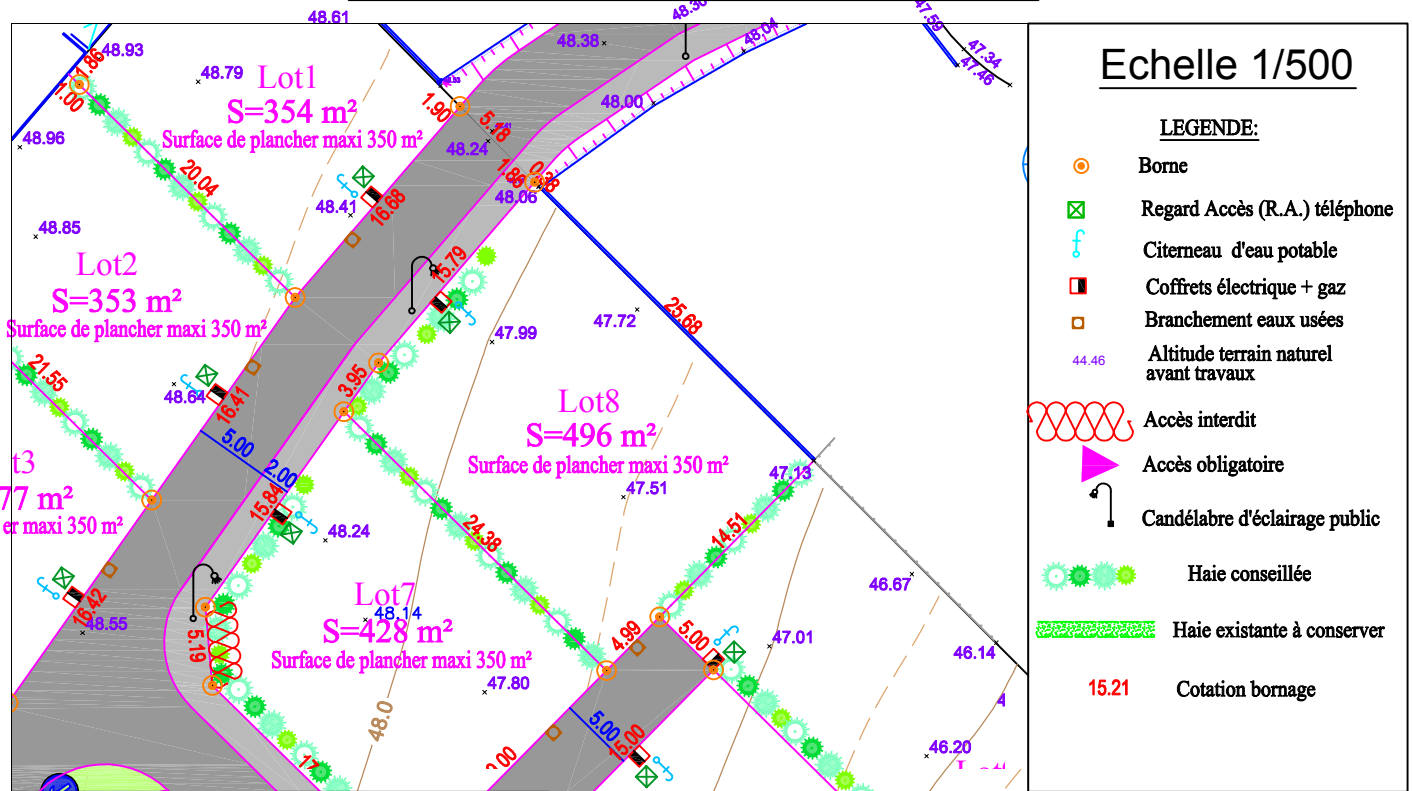 48.61
48.38
48.04
47.59
47.34
47.46
48.93
1.86
1.00
48.79
Lot1
S=354 m²
Surface de plancher maxi 350 m²
48.96
20.04
1.90
5.18
48.24
48.00
48.06
48.41
16.68
48.85
Lot2
S=353 m²
Surface de plancher maxi 350 m²
15.79
47.99
47.72
25.68
21.55
48.64
16.41
3.95
Lot8
S=496 m²
Surface de plancher maxi 350 m²
5.00
2.00
47.13
47.51
t3
77 m²
er maxi 350 m²
15.84
48.24
24.38
14.51
46.67
16.42
48.55
5.19
Lot7
48.14
S=428 m²
Surface de plancher maxi 350 m²
4.99
5.00
47.01
46.14
47.80
48.0
5.00
15.00
46.20
17
Echelle 1/500
LEGENDE:
Borne
Regard Accès (R.A.) téléphone
Citerneau d'eau potable
Coffrets électrique + gaz
Branchement eaux usées
44.46
Altitude terrain naturel
avant travaux
Accès interdit
Accès obligatoire
Candélabre d'éclairage public
Haie conseillée
Haie existante à conserver
15.21
Cotation bornage